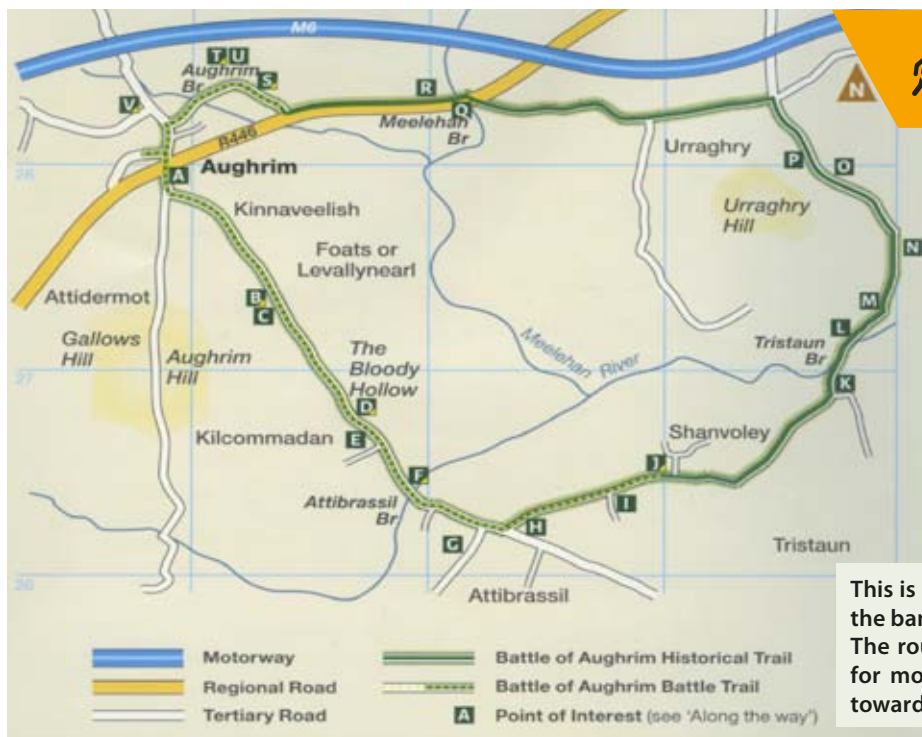 M6
T U
Aughrim
Br
S
V
R
Q
Meelehan
Br
B446
N
28
A
Aughrim
Urraghry
P
O
Kinnaveelish
Urraghry
Hill
Foats or
Levallynearl
N
Attidermot
B
C
M
L
Gallows
Hill
Aughrim
Hill
The
Bloody
Hollow
Meelehan River
Tristaun
Br
27
K
D
Kilcommadan
E
Shanvoley
J
F
Attibrassil
Br
I
H
G
Tristaun
26
Attibrassil
This is
the bar
The rou
for mo
toward
Motorway
Regional Road
Tertiary Road
Battle of Aughrim Historical Trail
Battle of Aughrim Battle Trail
A Point of Interest (see 'Along the way')